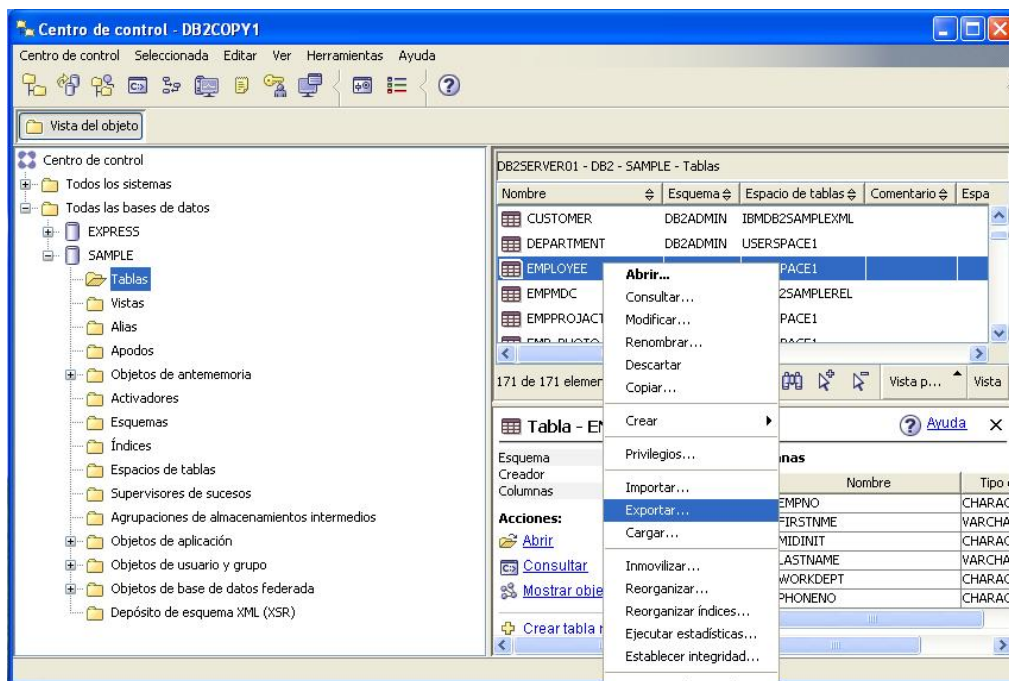 Centro de control - DB2COPY1
Centro de control Seleccionada Editar Ver Herramientas Ayuda
Vista del objeto
Centro de control
Todos los sistemas
Todas las bases de datos
EXPRESS
SAMPLE
Tablas
Vistas
Alias
Apodos
Objetos de antememoria
Activadores
Esquemas
Índices
Espacios de tablas
Supervisores de sucesos
Agrupaciones de almacenamientos intermedios
Objetos de aplicación
Objetos de usuario y grupo
Objetos de base de datos federada
Depósito de esquema XML (XSR)
DB2SERVER01 - DB2 - SAMPLE - Tablas
Nombre Esquema Espacio de tablas Comentario Espa
CUSTOMER DB2ADMIN IBMDB2SAMPLEXML
DEPARTMENT DB2ADMIN USERSPACE1
EMPLOYEE PACE1
EMPMDC 2SAMPLEREL
EMPPROJACT PACE1
171 de 171 elemen Vista p... Vista
Abrir...
Consultar...
Modificar...
Renombrar...
Descartar
Copiar...
Crear
Privilegios...
Importar...
Exportar...
Cargar...
Inmovilizar...
Reorganizar...
Reorganizar índices...
Ejecutar estadísticas...
Establecer integridad...
Tabla - EM Ayuda
Esquema
Creador
Columnas
Acciones:
Abrir
Consultar
Mostrar obje
Crear tabla n
nas
Nombre Tipo
EMPNO CHARAC
FIRSTNME VARCHA
MIDINIT CHARAC
LASTNAME VARCHA
WORKDEPT CHARAC
PHONENO CHARAC